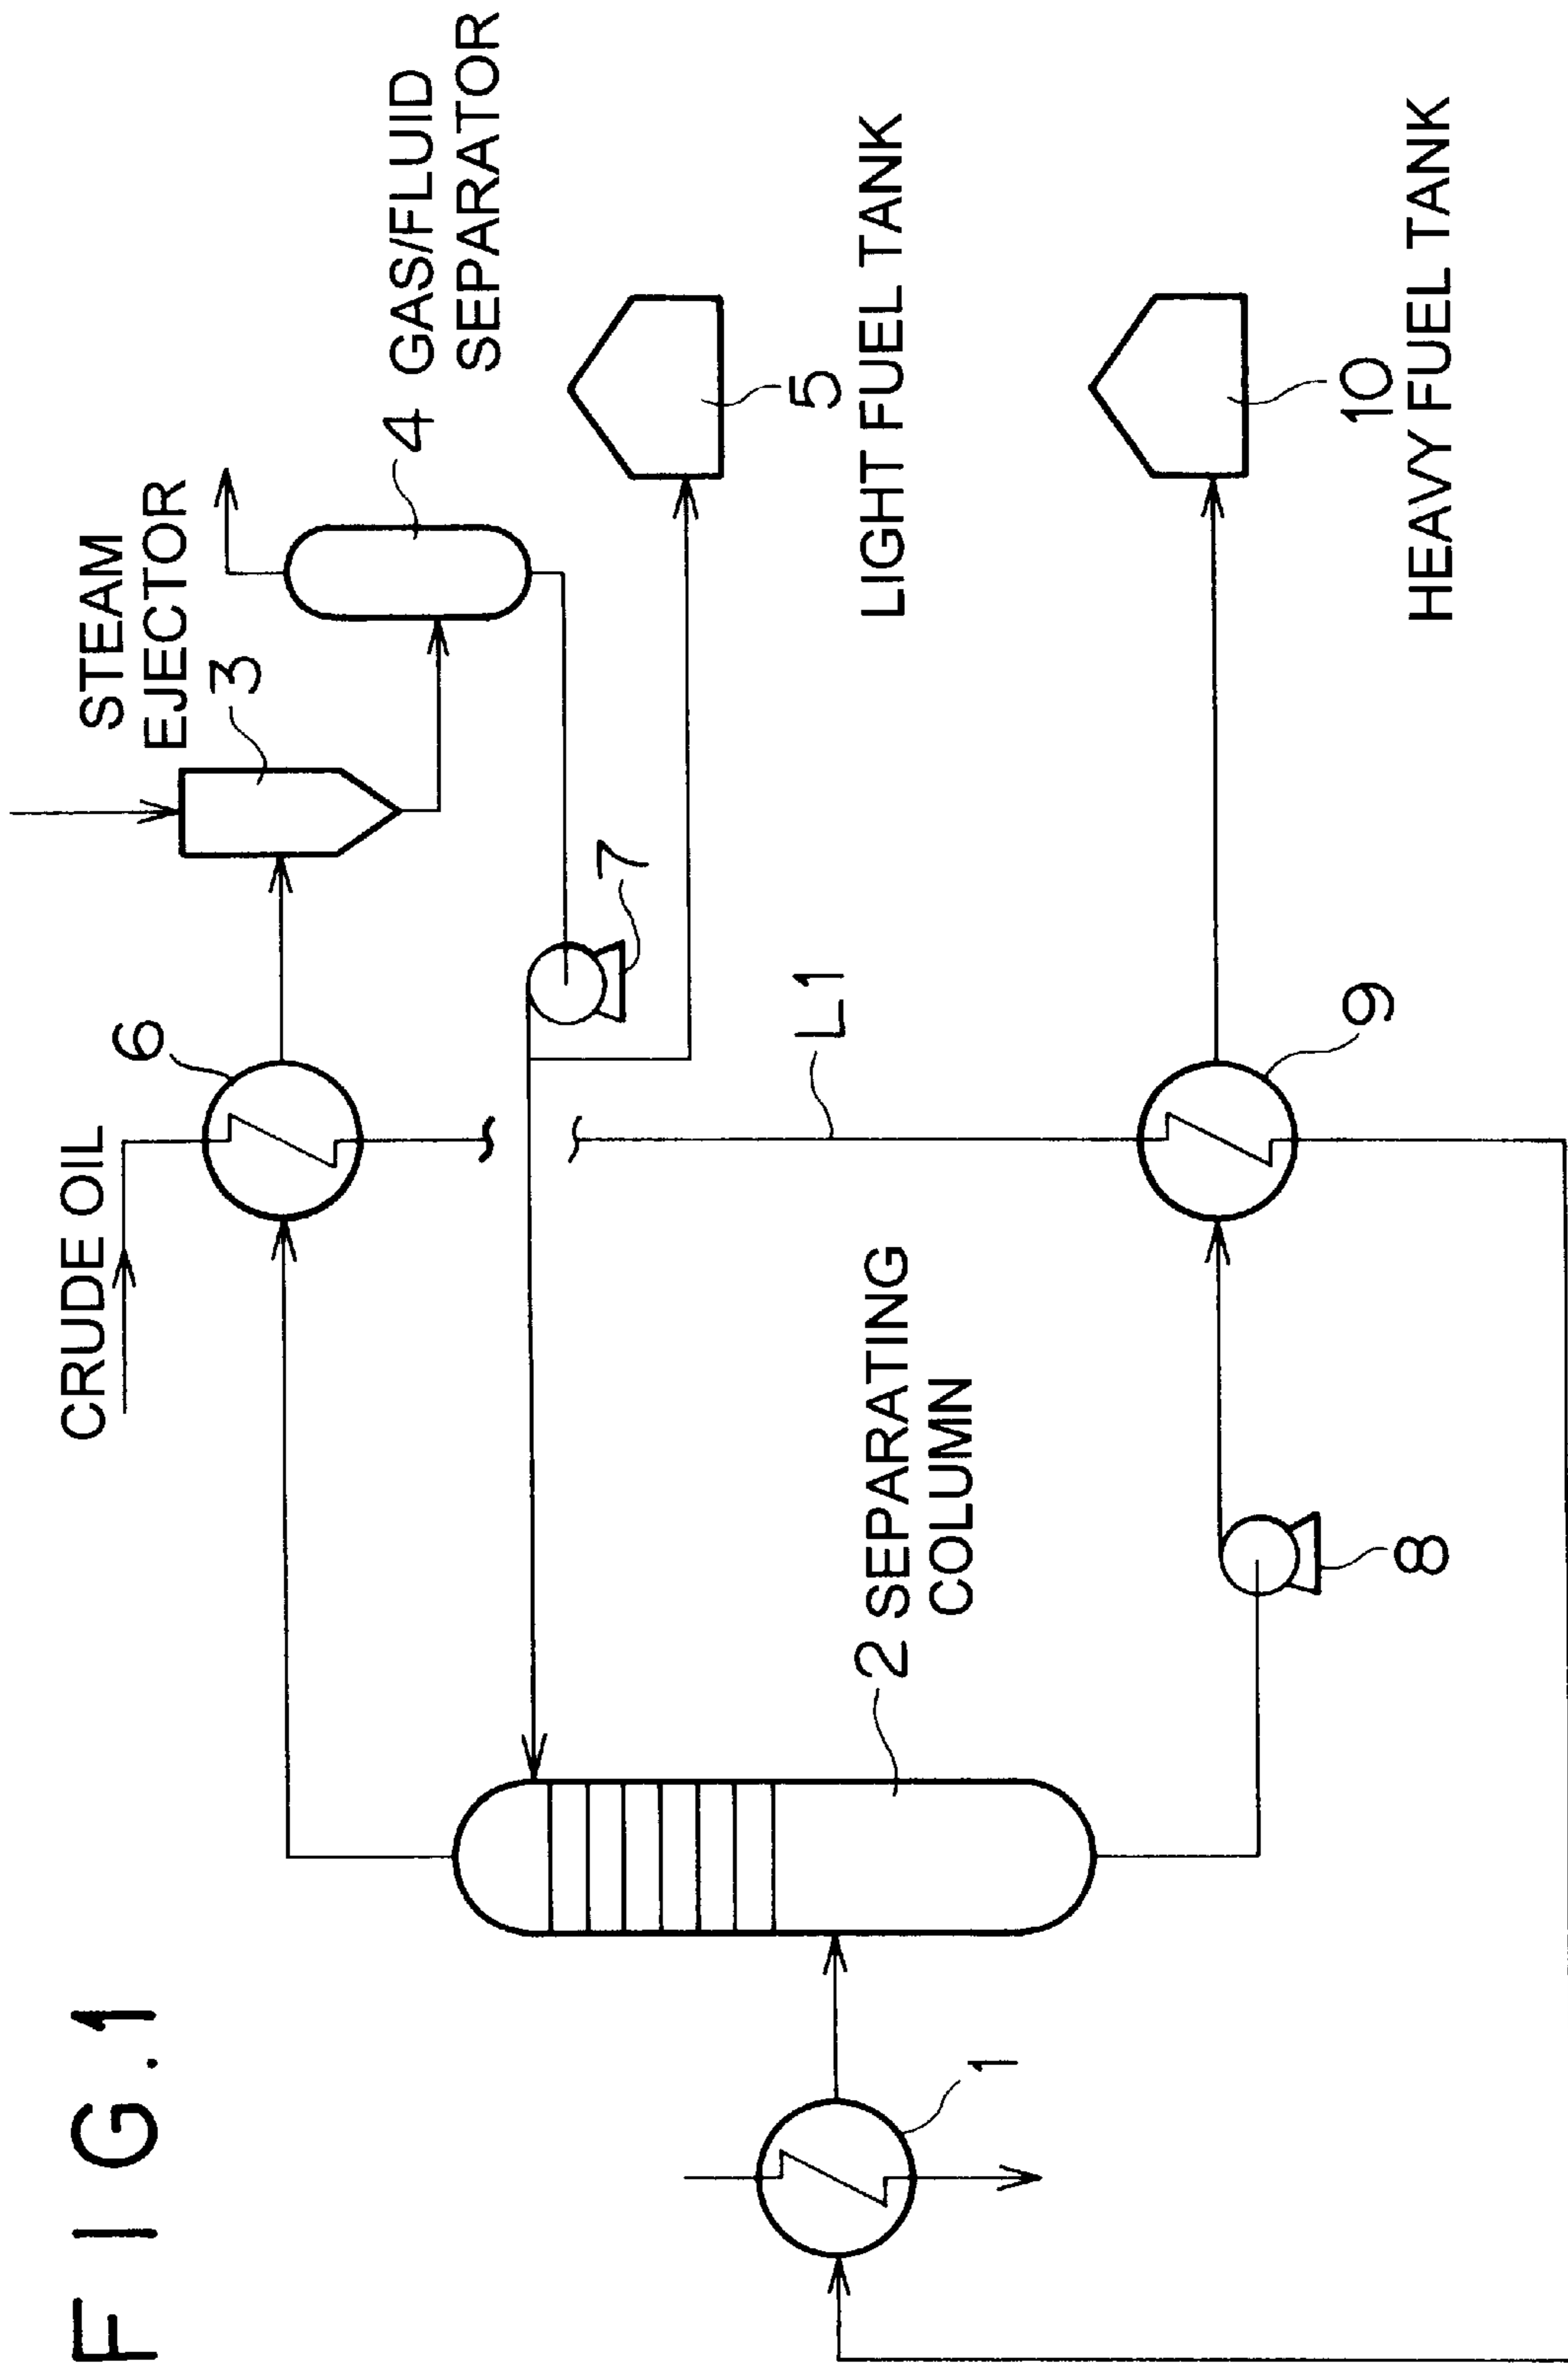 FIG.1
CRUDE OIL
6
STEAM
EJECTOR
3
4 GAS/FLUID
SEPARATOR
7
5
LIGHT FUEL TANK
L1
2 SEPARATING
COLUMN
1
8
9
10
HEAVY FUEL TANK